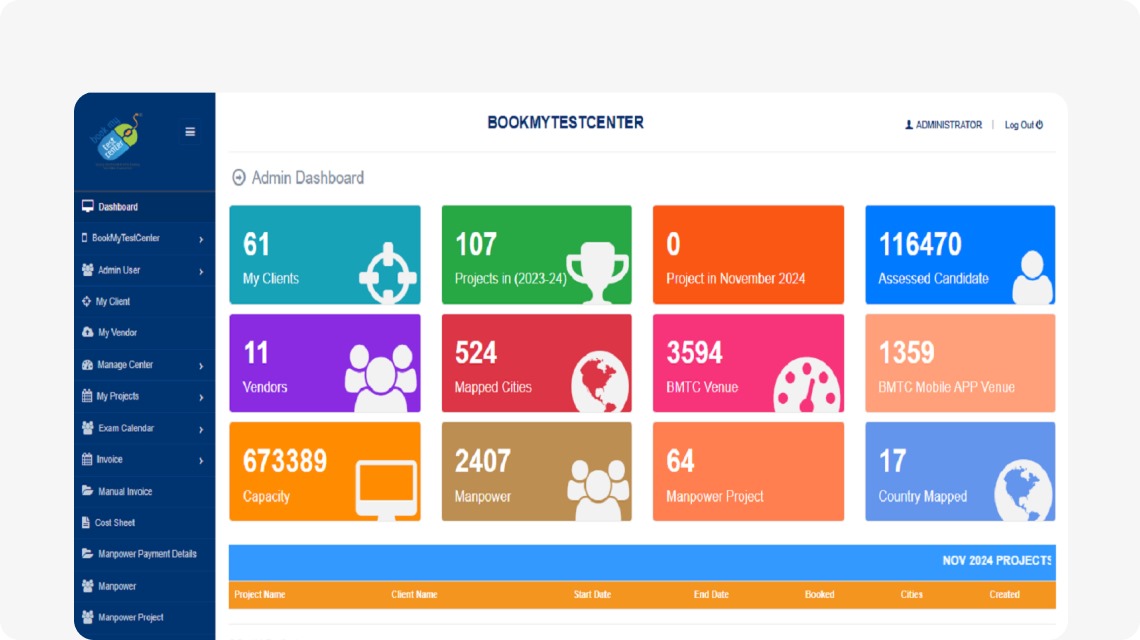 BOOKMYTESTCENTER
ADMINISTRATOR | Log Out
book my
test
center
Dashboard
BookMyTestCenter
Admin User
My Client
My Vendor
Manage Center
My Projects
Exam Calendar
Invoice
Manual Invoice
Cost Sheet
Manpower Payment Details
Manpower
Manpower Project
Admin Dashboard
61
My Clients
107
Projects in (2023-24)
0
Project in November 2024
116470
Assessed Candidate
11
Vendors
524
Mapped Cities
3594
BMTC Venue
1359
BMTC Mobile APP Venue
673389
Capacity
2407
Manpower
64
Manpower Project
17
Country Mapped
NOV 2024 PROJECTS
Project Name Client Name Start Date End Date Booked Cities Created